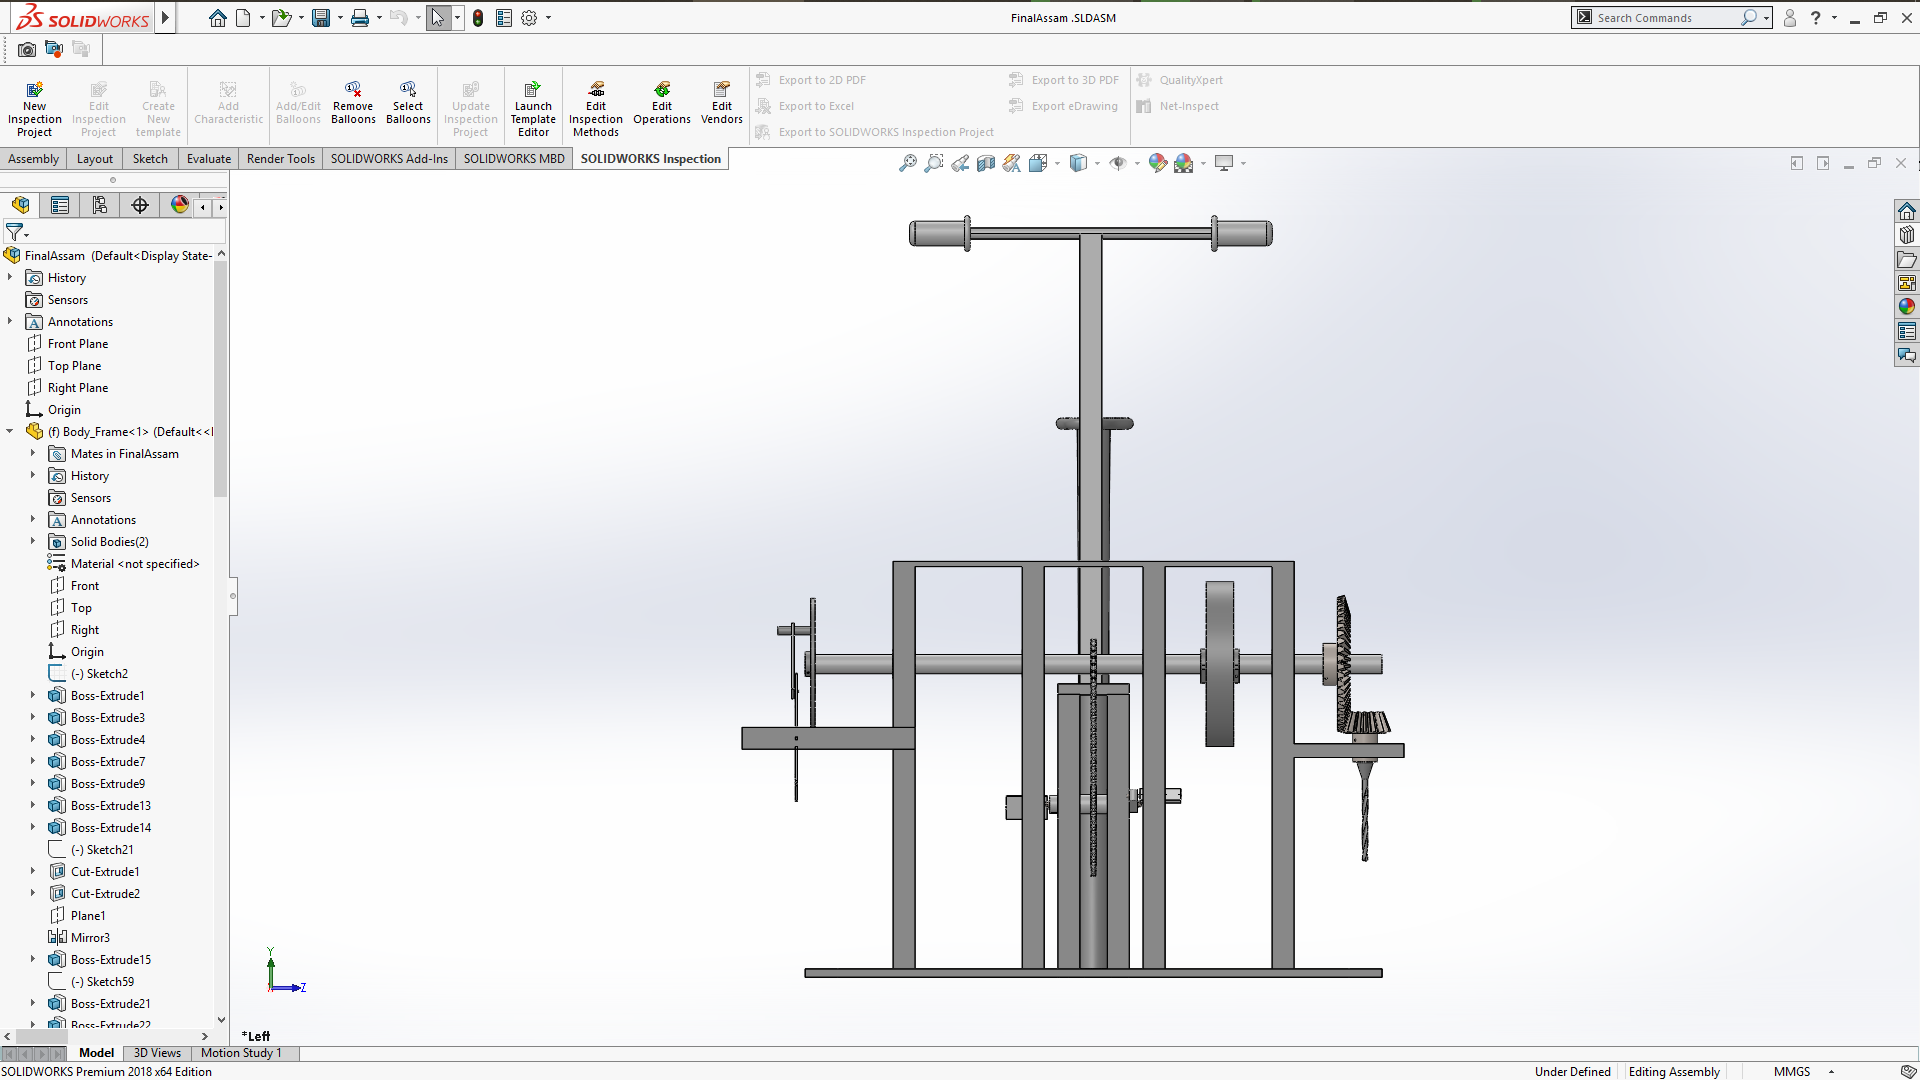 SOLIDWORKS
FinalAssam .SLDASM
Search Commands
?
New Inspection Project
Edit Inspection Project
Create New template
Add Characteristic
Add/Edit Balloons
Remove Balloons
Select Balloons
Update Inspection Project
Launch Template Editor
Edit Inspection Methods
Edit Operations
Edit Vendors
Export to 2D PDF
Export to Excel
Export to SOLIDWORKS Inspection Project
Export to 3D PDF
Export eDrawing
QualityXpert
Net-Inspect
Assembly
Layout
Sketch
Evaluate
Render Tools
SOLIDWORKS Add-Ins
SOLIDWORKS MBD
SOLIDWORKS Inspection
FinalAssam (Default<Display State-
History
Sensors
Annotations
Front Plane
Top Plane
Right Plane
Origin
(f) Body_Frame<1> (Default<<
Mates in FinalAssam
History
Sensors
Annotations
Solid Bodies(2)
Material <not specified>
Front
Top
Right
Origin
(-) Sketch2
Boss-Extrude1
Boss-Extrude3
Boss-Extrude4
Boss-Extrude7
Boss-Extrude9
Boss-Extrude13
Boss-Extrude14
(-) Sketch21
Cut-Extrude1
Cut-Extrude2
Plane1
Mirror3
Boss-Extrude15
(-) Sketch59
Boss-Extrude21
Boss-Extrude22
Y
Z
*Left
Model
3D Views
Motion Study 1
SOLIDWORKS Premium 2018 x64 Edition
Under Defined
Editing Assembly
MMGS